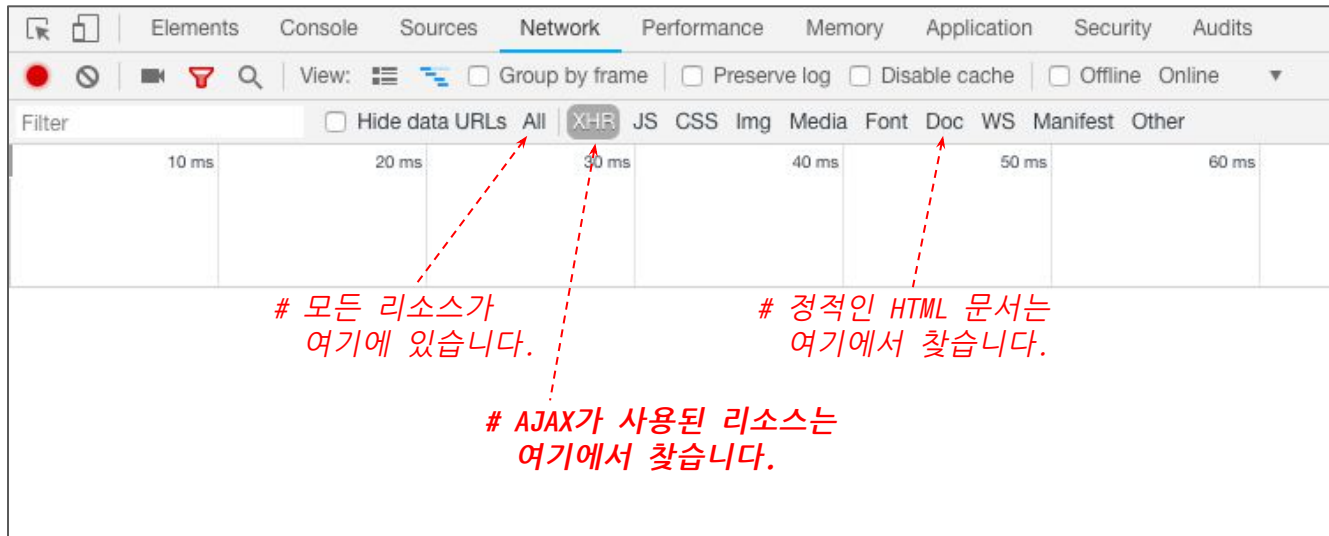 Elements Console Sources Network Performance Memory Application Security Audits
View: Group by frame Preserve log Disable cache Offline Online ▼
Filter Hide data URLs All XHR JS CSS Img Media Font Doc WS Manifest Other
10 ms 20 ms 30 ms 40 ms 50 ms 60 ms
# 모든 리소스가
여기에 있습니다.
# 정적인 HTML 문서는
여기에서 찾습니다.
# AJAX가 사용된 리소스는
여기에서 찾습니다.